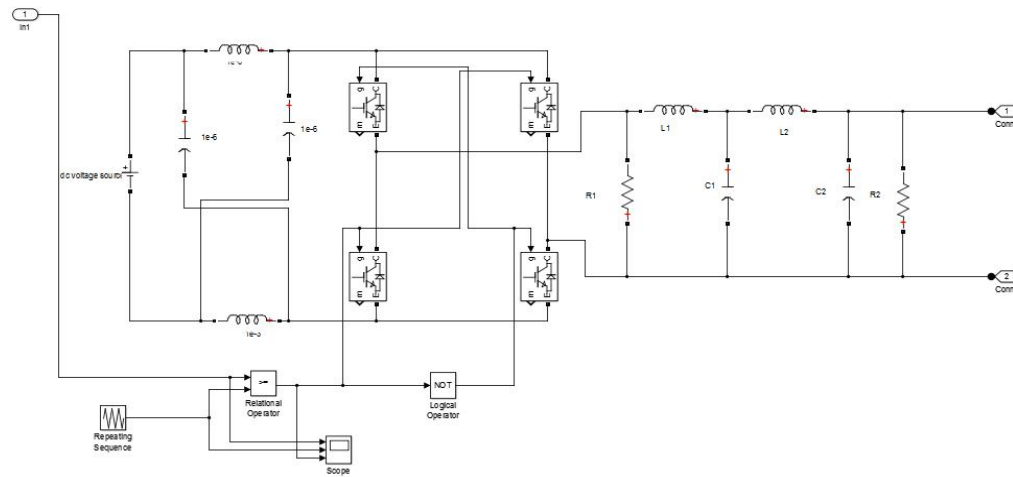 1
In1
1e-6
1e-6
dc voltage source
+
g
C
m
E
g
C
m
E
g
C
m
E
g
C
m
E
1e-3
L1
L2
R1
C1
C2
R2
1
Conn
2
Conn
>=
Relational
Operator
NOT
Logical
Operator
Repeating
Sequence
Scope